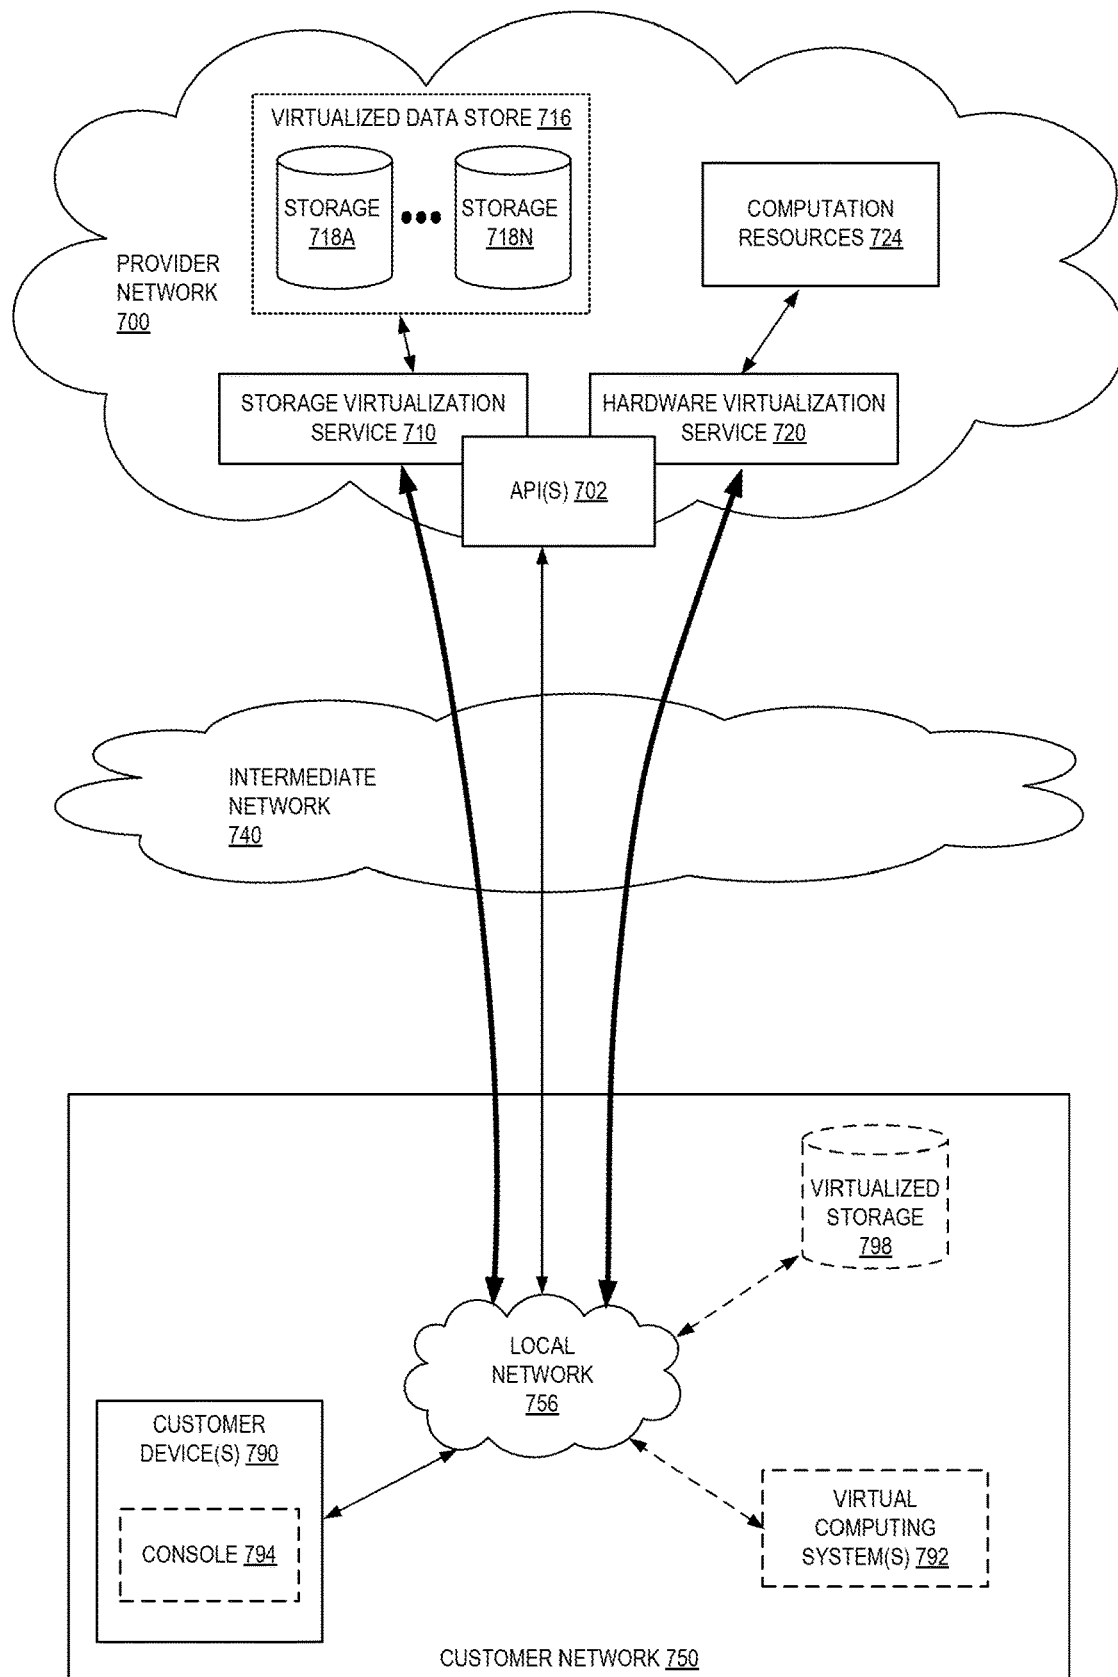 VIRTUALIZED DATA STORE 716
STORAGE
718A
STORAGE
718N
COMPUTATION
RESOURCES 724
PROVIDER
NETWORK
700
STORAGE VIRTUALIZATION
SERVICE 710
HARDWARE VIRTUALIZATION
SERVICE 720
API(S) 702
INTERMEDIATE
NETWORK
740
VIRTUALIZED
STORAGE
798
LOCAL
NETWORK
756
CUSTOMER
DEVICE(S) 790
CONSOLE 794
VIRTUAL
COMPUTING
SYSTEM(S) 792
CUSTOMER NETWORK 750